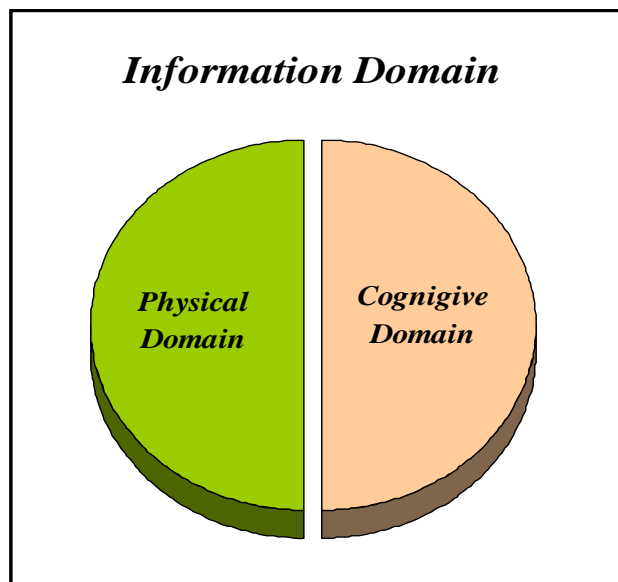 Information Domain
Physical
Domain
Cognigive
Domain